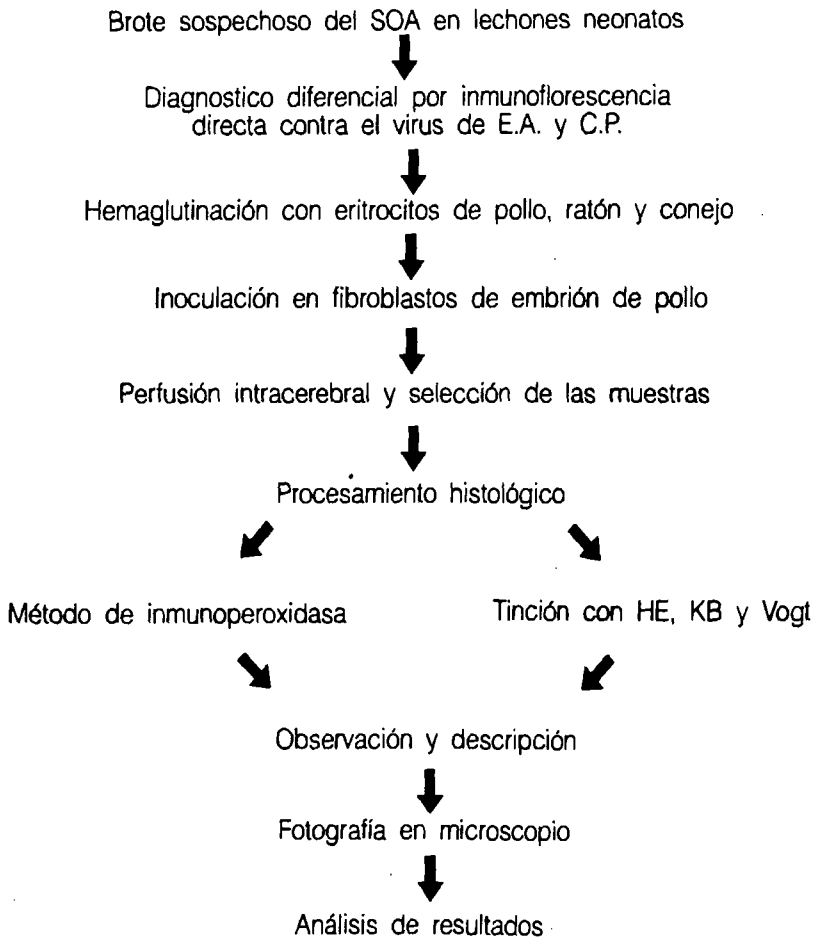 Brote sospechoso del SOA en lechones neonatos
Diagnostico diferencial por inmunoflorescencia
directa contra el virus de E.A. y C.P.
Hemaglutinación con eritrocitos de pollo, ratón y conejo
Inoculación en fibroblastos de embrión de pollo
Perfusión intracerebral y selección de las muestras
Procesamiento histológico
Método de inmunoperoxidasa
Tinción con HE, KB y Vogt
Observación y descripción
Fotografía en microscopio
Análisis de resultados